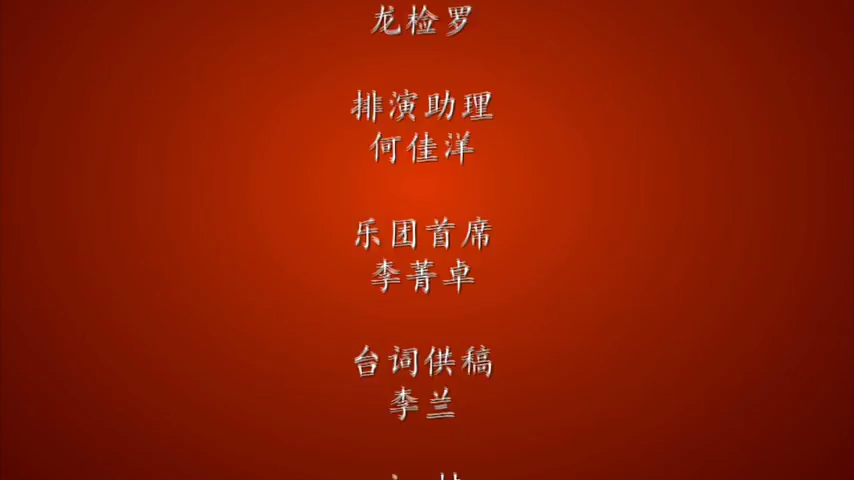 龙检罗
排演助理
何佳洋
乐团首席
李菁卓
台词供稿
李兰